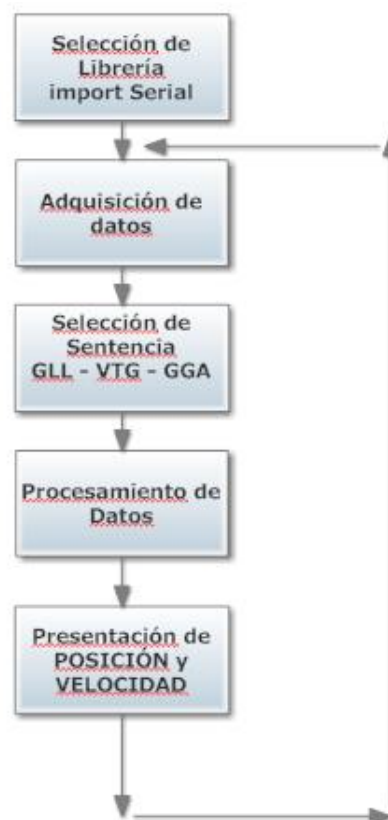 Selección de
Librería
import Serial
Adquisición de
datos
Selección de
Sentencia
GLL - VTG - GGA
Procesamiento de
Datos
Presentación de
POSICIÓN y
VELOCIDAD